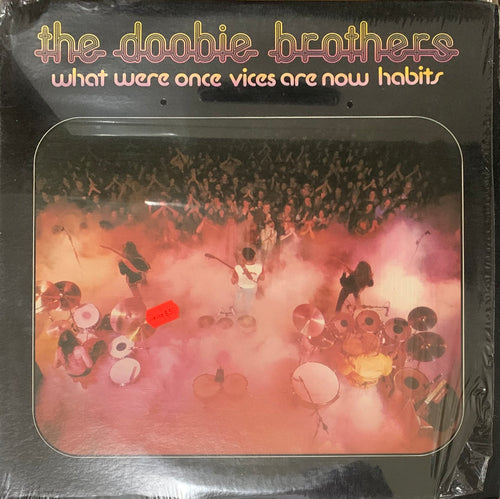 the doobie brothers
what were once vices are now habits